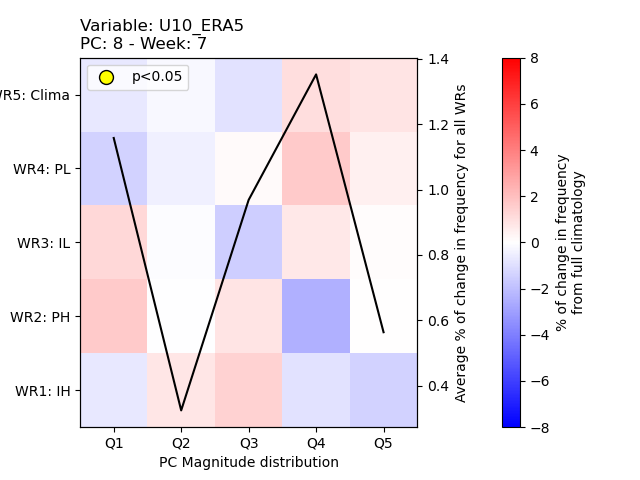 Variable: U10_ERA5
PC: 8 - Week: 7
p<0.05
WR5: Clima
WR4: PL
WR3: IL
WR2: PH
WR1: IH
Q1 Q2 Q3 Q4 Q5
PC Magnitude distribution
1.4
1.2
1.0
0.8
0.6
0.4
Average % of change in frequency for all WRs
8
6
4
2
0
−2
−4
−6
−8
% of change in frequency
from full climatology